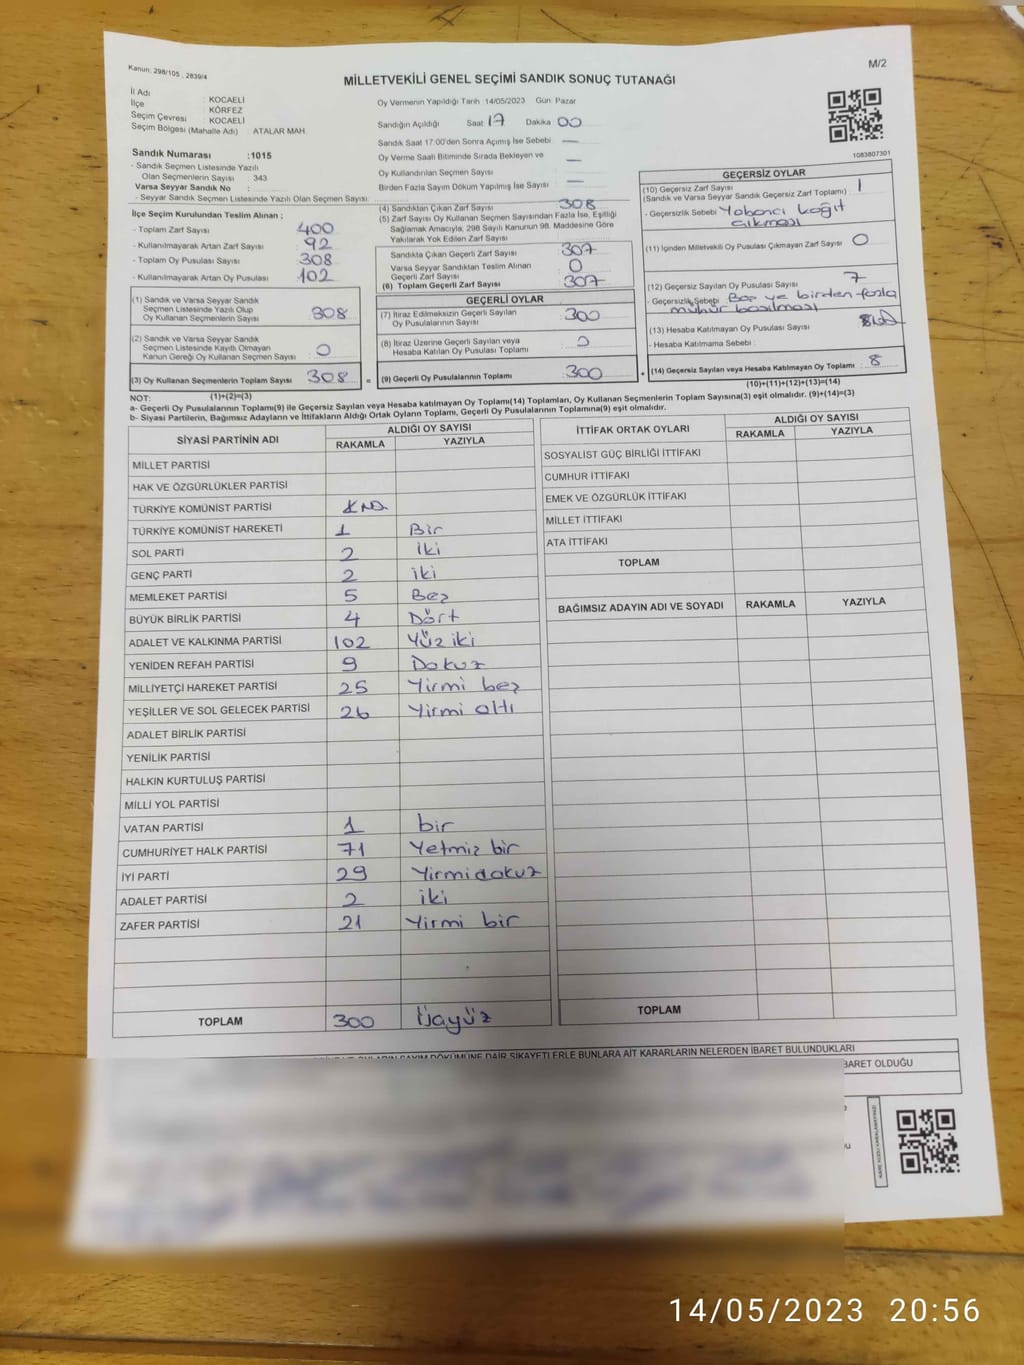 Kanun: 298/105 , 2839/4
M/2
MİLLETVEKİLİ GENEL SEÇİMİ SANDIK SONUÇ TUTANAĞI
İl Adı : KOCAELİ
İlçe : KÖRFEZ
Seçim Çevresi : KOCAELİ
Seçim Bölgesi (Mahalle Adı) : ATALAR MAH.
Sandık Numarası :1015
- Sandık Seçmen Listesinde Yazılı
Olan Seçmenlerin Sayısı : 343
Varsa Seyyar Sandık No :
- Seyyar Sandık Seçmen Listesinde Yazılı Olan Seçmen Sayısı :
Oy Vermenin Yapıldığı Tarih 14/05/2023 Gün Pazar
Sandığın Açıldığı Saat 17 Dakika 00
Sandık Saat 17:00'den Sonra Açımış İse Sebebi —
Oy Verme Saati Bitiminde Sırada Bekleyen ve
Oy Kullandırılan Seçmen Sayısı —
Birden Fazla Sayım Döküm Yapılmış İse Sayısı —
1083807301
İlçe Seçim Kurulundan Teslim Alınan ;
- Toplam Zarf Sayısı 400
- Kullanılmayarak Artan Zarf Sayısı 92
- Toplam Oy Pusulası Sayısı 308
- Kullanılmayarak Artan Oy Pusulası 102
(1) Sandık ve Varsa Seyyar Sandık
Seçmen Listesinde Yazılı Olup
Oy Kullanan Seçmenlerin Sayısı 308
(2) Sandık ve Varsa Seyyar Sandık
Seçmen Listesinde Kayıtlı Olmayan
Kanun Gereği Oy Kullanan Seçmen Sayısı 0
(3) Oy Kullanan Seçmenlerin Toplam Sayısı 308 =
(4) Sandıktan Çıkan Zarf Sayısı 308
(5) Zarf Sayısı Oy Kullanan Seçmen Sayısından Fazla İse, Eşitliği
Sağlamak Amacıyla, 298 Sayılı Kanunun 98. Maddesine Göre
Yakılarak Yok Edilen Zarf Sayısı
Sandıkta Çıkan Geçerli Zarf Sayısı 307
Varsa Seyyar Sandıktan Teslim Alınan
Geçerli Zarf Sayısı 0
(6) Toplam Geçerli Zarf Sayısı 307
GEÇERLİ OYLAR
(7) İtiraz Edilmeksizin Geçerli Sayılan
Oy Pusulalarının Sayısı 300
(8) İtiraz Üzerine Geçerli Sayılan veya
Hesaba Katılan Oy Pusulası Toplamı 0
(9) Geçerli Oy Pusulalarının Toplamı 300 +
GEÇERSİZ OYLAR
(10) Geçersiz Zarf Sayısı 1
(Sandık ve Varsa Seyyar Sandık Geçersiz Zarf Toplamı)
- Geçersizlik Sebebi Yabancı kağıt
çıkması
(11) İçinden Milletvekili Oy Pusulası Çıkmayan Zarf Sayısı 0
(12) Geçersiz Sayılan Oy Pusulası Sayısı 7
- Geçersizlik Sebebi Boş ve birden fazla
mühür basılması
(13) Hesaba Katılmayan Oy Pusulası Sayısı
- Hesaba Katılmama Sebebi :
(14) Geçersiz Sayılan veya Hesaba Katılmayan Oy Toplamı 8
(10)+(11)+(12)+(13)=(14)
NOT: (1)+(2)=(3)
a- Geçerli Oy Pusulaları Toplamı(9) ile Geçersiz Sayılan veya Hesaba katılmayan Oy Toplamı(14) Toplamları, Oy Kullanan Seçmenlerin Toplam Sayısına(3) eşit olmalıdır. (9)+(14)=(3)
b- Siyasi Partilerin, Bağımsız Adayların ve İttifakların Aldığı Oy Ortak Oyların Toplamı, Geçerli Oy Pusulalarının Toplamına(9) eşit olmalıdır.
SİYASİ PARTİNİN ADI ALDIĞI OY SAYISI
RAKAMLA YAZIYLA
MİLLET PARTİSİ
HAK VE ÖZGÜRLÜKLER PARTİSİ
TÜRKİYE KOMÜNİST PARTİSİ
TÜRKİYE KOMÜNİST HAREKETİ 1 Bir
SOL PARTİ 2 iki
GENÇ PARTİ 2 iki
MEMLEKET PARTİSİ 5 Beş
BÜYÜK BİRLİK PARTİSİ 4 Dört
ADALET VE KALKINMA PARTİSİ 102 Yüz iki
YENİDEN REFAH PARTİSİ 9 Dokuz
MİLLİYETÇİ HAREKET PARTİSİ 25 Yirmi beş
YEŞİLLER VE SOL GELECEK PARTİSİ 26 Yirmi altı
ADALET BİRLİK PARTİSİ
YENİLİK PARTİSİ
HALKIN KURTULUŞ PARTİSİ
MİLLİ YOL PARTİSİ
VATAN PARTİSİ 1 bir
CUMHURİYET HALK PARTİSİ 71 Yetmiş bir
İYİ PARTİ 29 Yirmidokuz
ADALET PARTİSİ 2 iki
ZAFER PARTİSİ 21 Yirmi bir
TOPLAM 300 Üçyüz
İTTİFAK ORTAK OYLARI ALDIĞI OY SAYISI
RAKAMLA YAZIYLA
SOSYALİST GÜÇ BİRLİĞİ İTTİFAKI
CUMHUR İTTİFAKI
EMEK VE ÖZGÜRLÜK İTTİFAKI
MİLLET İTTİFAKI
ATA İTTİFAKI
TOPLAM
BAĞIMSIZ ADAYIN ADI VE SOYADI RAKAMLA YAZIYLA
TOPLAM
OYLARIN SAYIM DÖKÜMÜNE DAİR ŞİKAYETLERLE BUNLARA AİT KARARLARIN NELERDEN İBARET BULUNDUKLARI
BARET OLDUĞU
14/05/2023 20:56